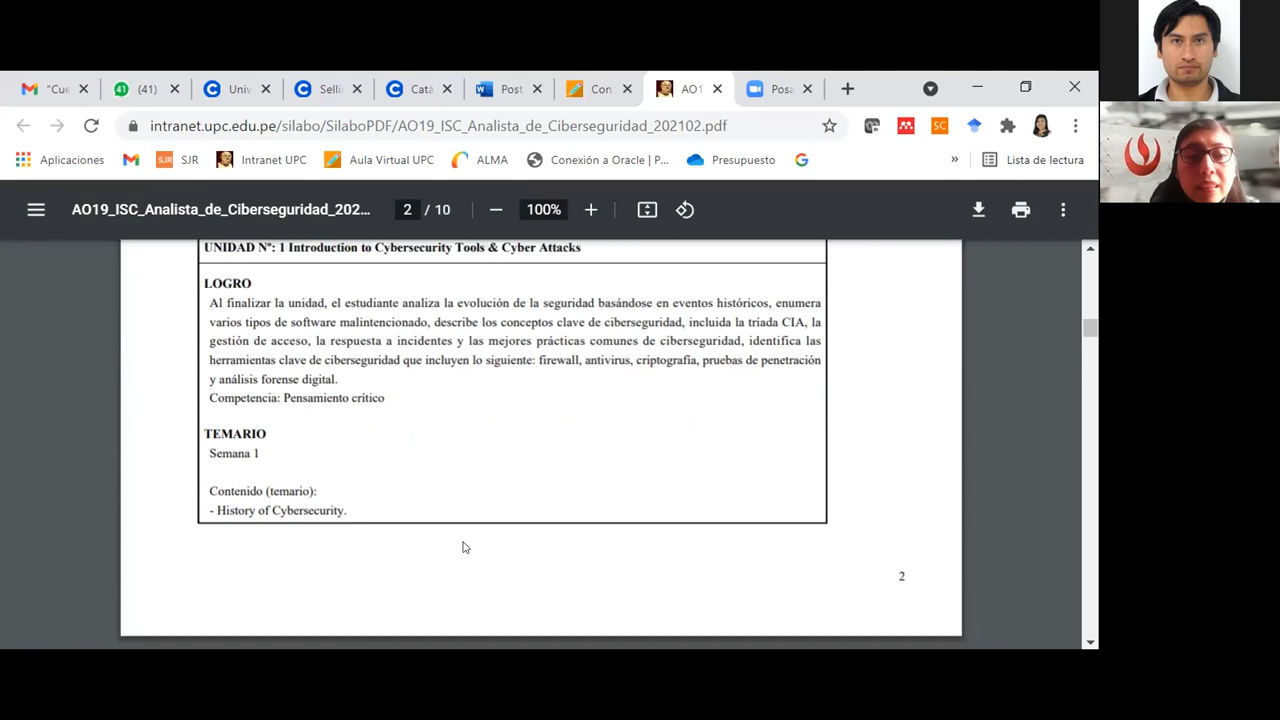 "Cue
(41)
Univ
Selli
Catá
Post
Con
AO1
Posa
intranet.upc.edu.pe/silabo/SilaboPDF/AO19_ISC_Analista_de_Ciberseguridad_202102.pdf
SC
Aplicaciones
SJR SJR
Intranet UPC
Aula Virtual UPC
ALMA
Conexión a Oracle | P...
Presupuesto
»
Lista de lectura
AO19_ISC_Analista_de_Ciberseguridad_202...
2 / 10
100%
UNIDAD Nº: 1 Introduction to Cybersecurity Tools & Cyber Attacks
LOGRO
Al finalizar la unidad, el estudiante analiza la evolución de la seguridad basándose en eventos históricos, enumera
varios tipos de software malintencionado, describe los conceptos clave de ciberseguridad, incluida la tríada CIA, la
gestión de acceso, la respuesta a incidentes y las mejores prácticas comunes de ciberseguridad, identifica las
herramientas clave de ciberseguridad que incluyen lo siguiente: firewall, antivirus, criptografía, pruebas de penetración
y análisis forense digital.
Competencia: Pensamiento crítico
TEMARIO
Semana 1
Contenido (temario):
- History of Cybersecurity.
2